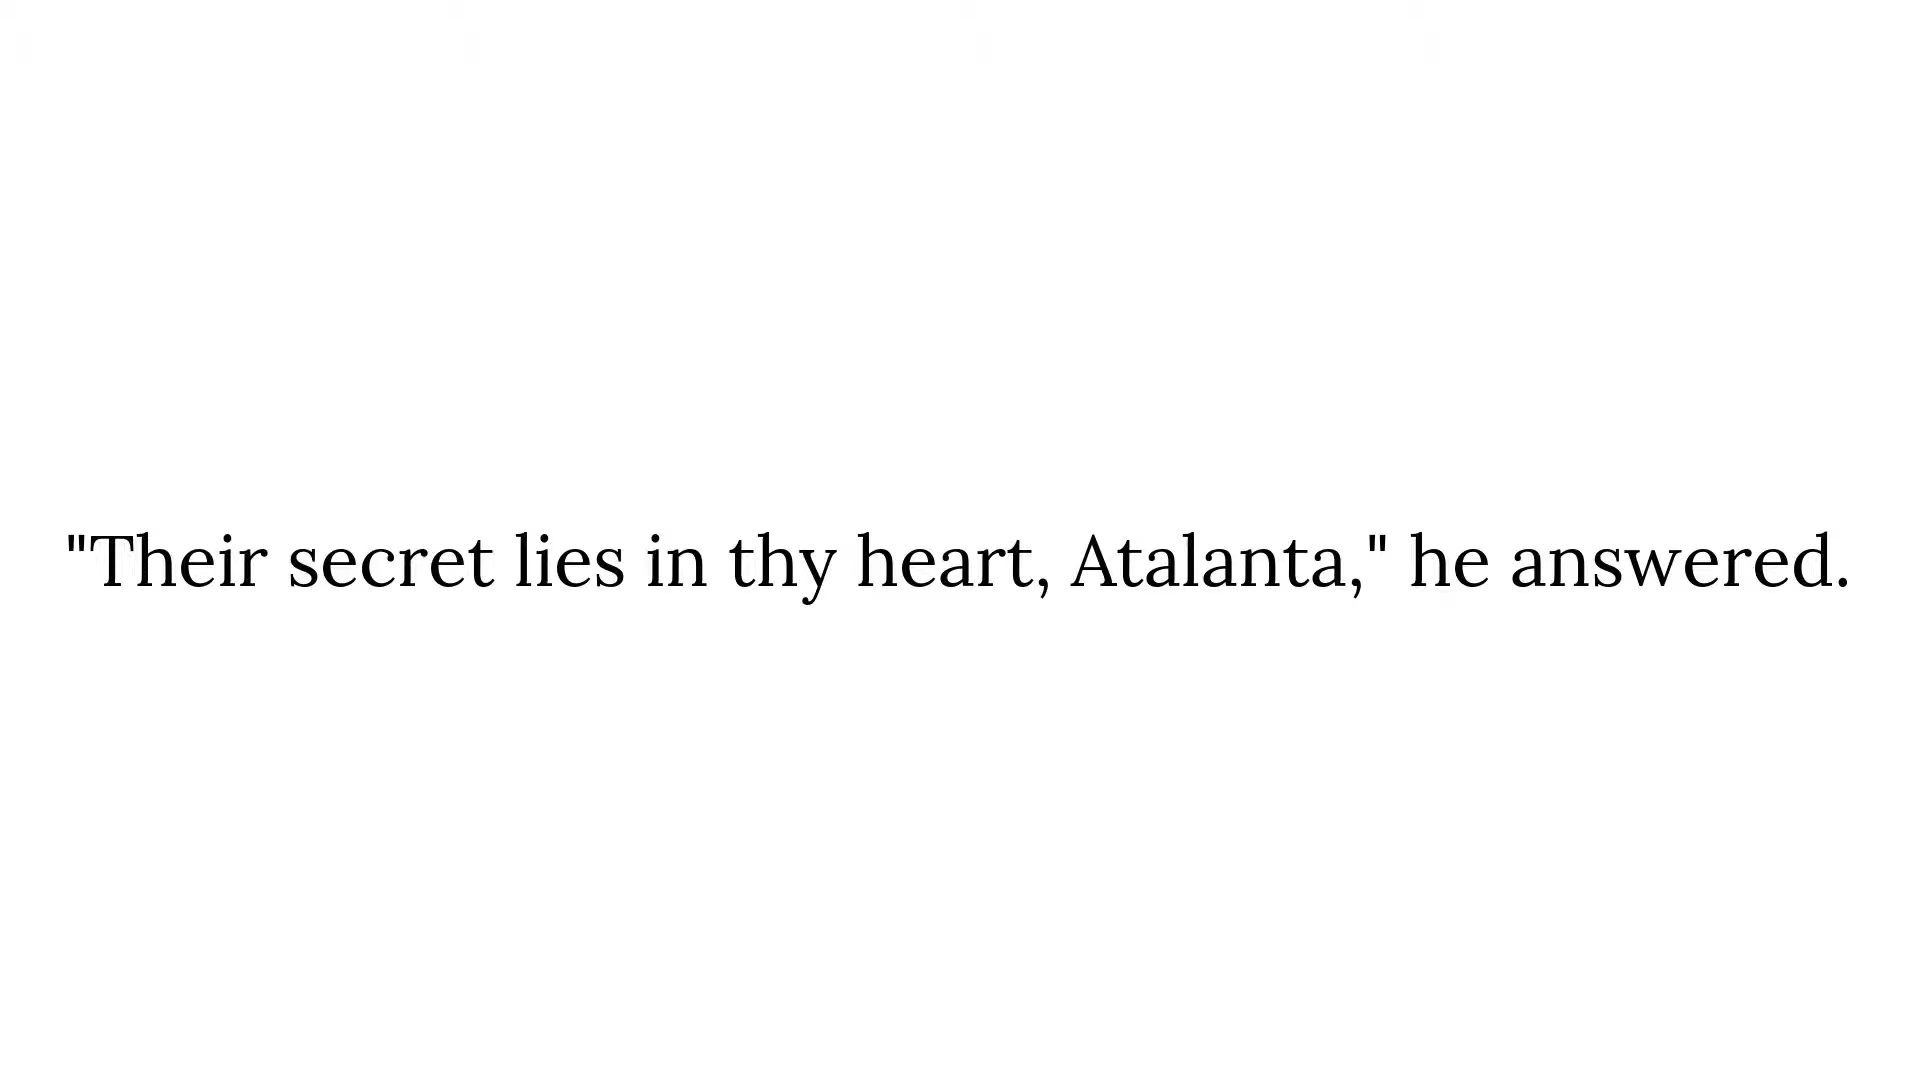 "Their secret lies in thy heart, Atalanta," he answered.